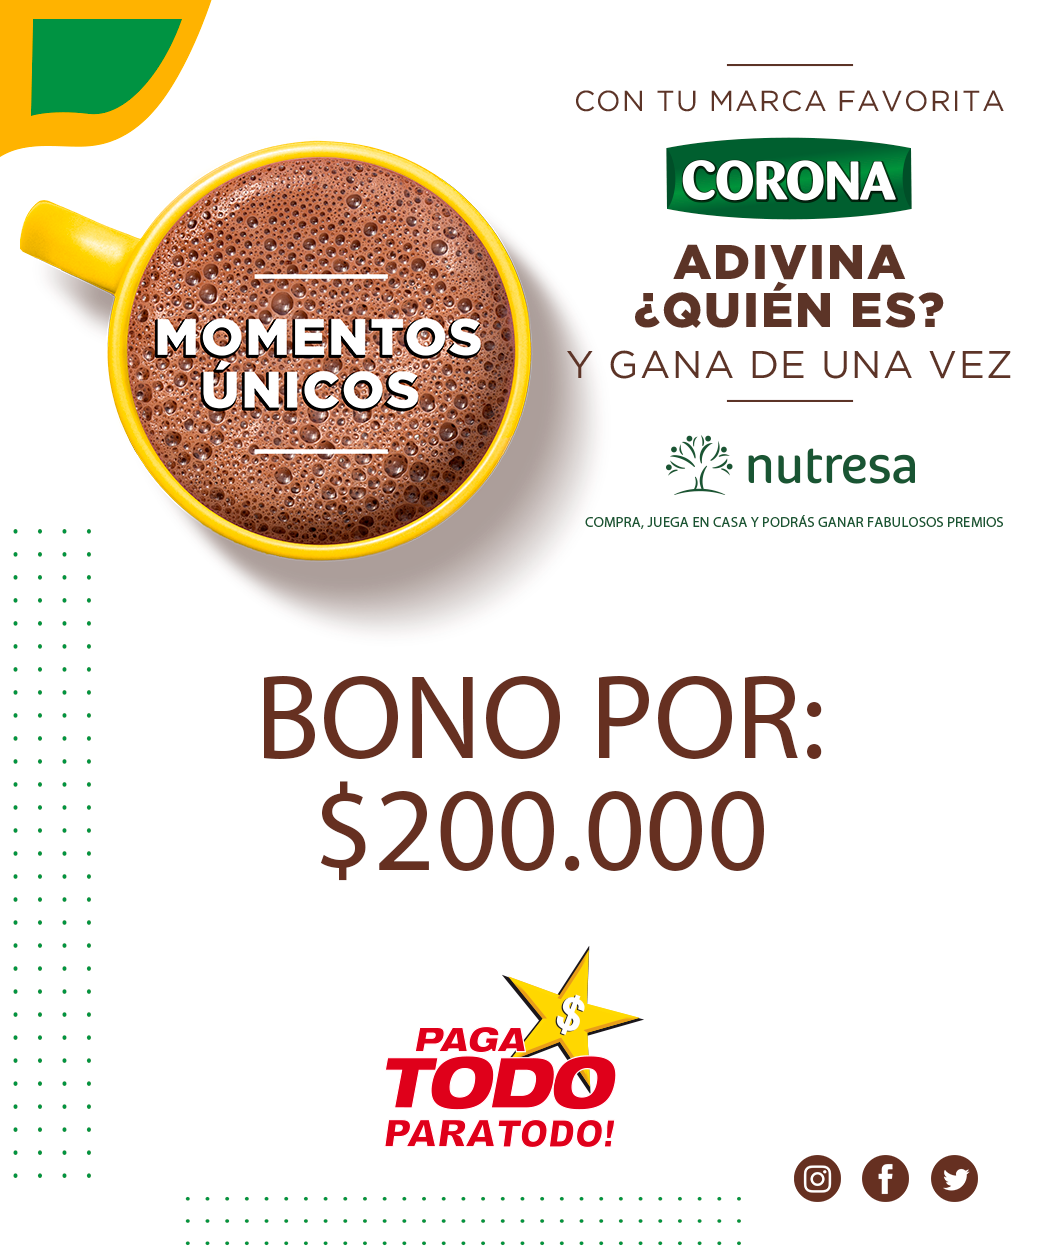 CON TU MARCA FAVORITA
CORONA
ADIVINA
¿QUIÉN ES?
Y GANA DE UNA VEZ
MOMENTOS
ÚNICOS
nutresa
COMPRA, JUEGA EN CASA Y PODRÁS GANAR FABULOSOS PREMIOS
BONO POR:
$200.000
$
PAGA
TODO
PARATODO!